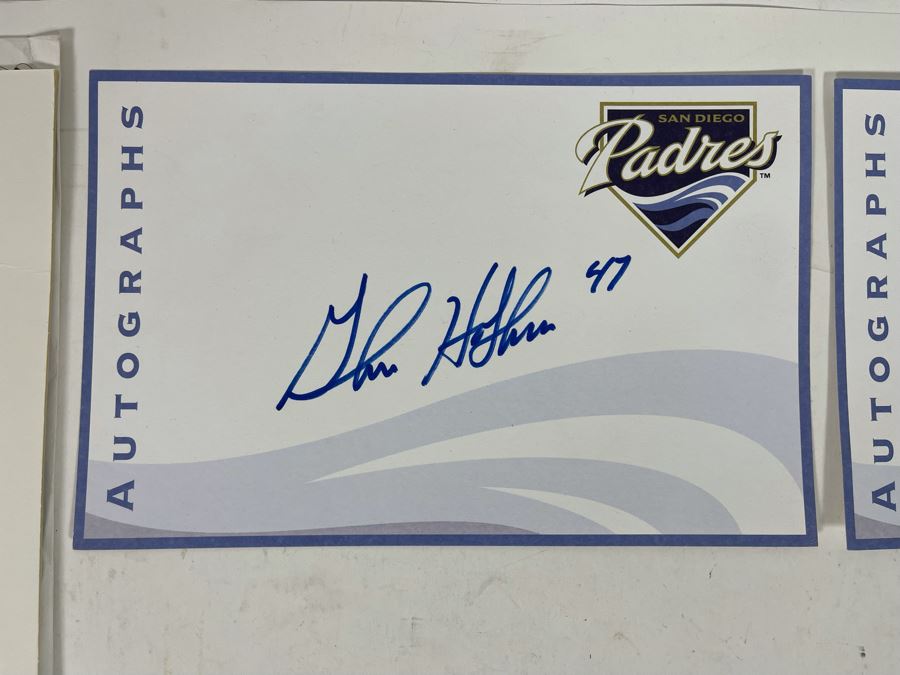 AUTOGRAPHS
SAN DIEGO
Padres
TM
47
AUTOGRAPHS